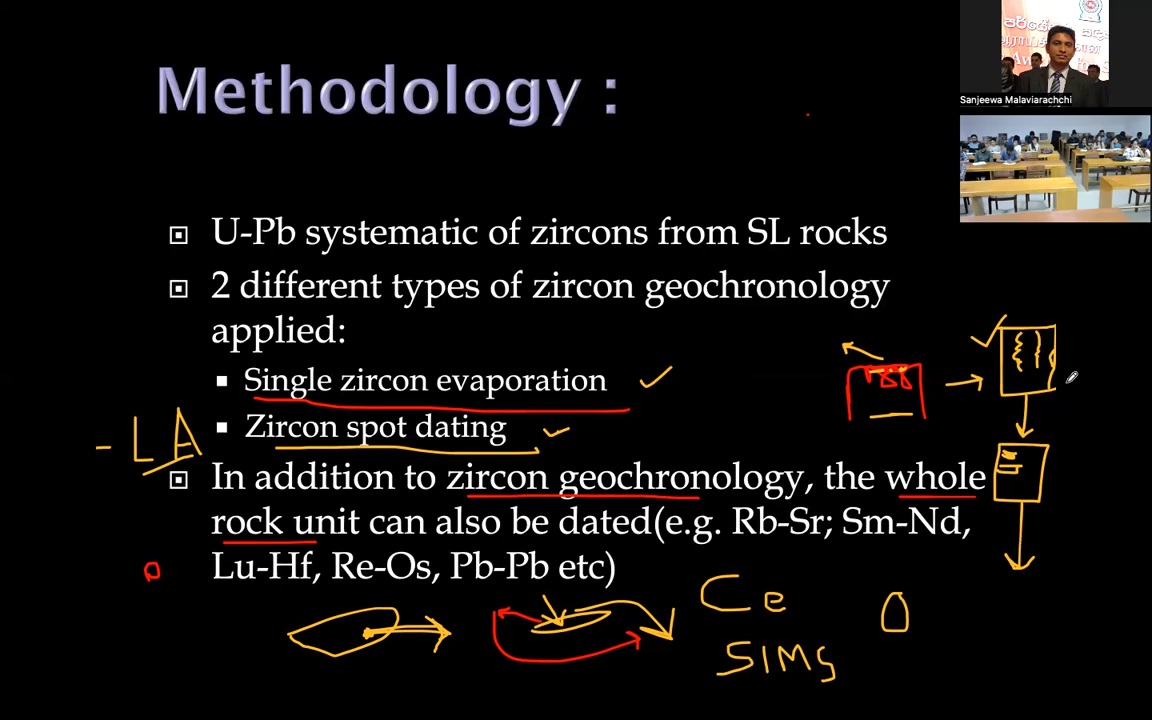 Methodology :
Sanjeewa Malaviarachchi
U-Pb systematic of zircons from SL rocks
2 different types of zircon geochronology
applied:
Single zircon evaporation
Zircon spot dating
- LA
In addition to zircon geochronology, the whole
rock unit can also be dated(e.g. Rb-Sr; Sm-Nd,
Lu-Hf, Re-Os, Pb-Pb etc)
Ce
SIMS